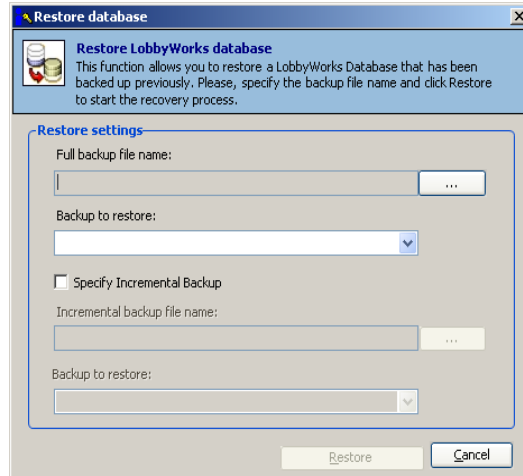 Restore database
Restore LobbyWorks database
This function allows you to restore a LobbyWorks Database that has been
backed up previously. Please, specify the backup file name and click Restore
to start the recovery process.
Restore settings
Full backup file name:
...
Backup to restore:
Specify Incremental Backup
Incremental backup file name:
...
Backup to restore:
Restore Cancel